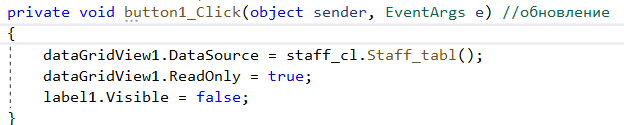 private void button1_Click(object sender, EventArgs e) //обновление
{
dataGridView1.DataSource = staff_cl.Staff_tabl();
dataGridView1.ReadOnly = true;
label1.Visible = false;
}